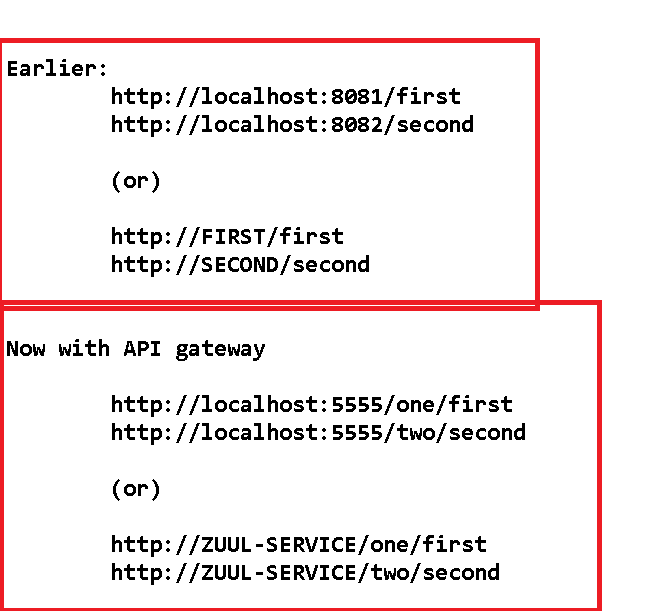 Earlier:
http://localhost:8081/first
http://localhost:8082/second
(or)
http://FIRST/first
http://SECOND/second
Now with API gateway
http://localhost:5555/one/first
http://localhost:5555/two/second
(or)
http://ZUUL-SERVICE/one/first
http://ZUUL-SERVICE/two/second